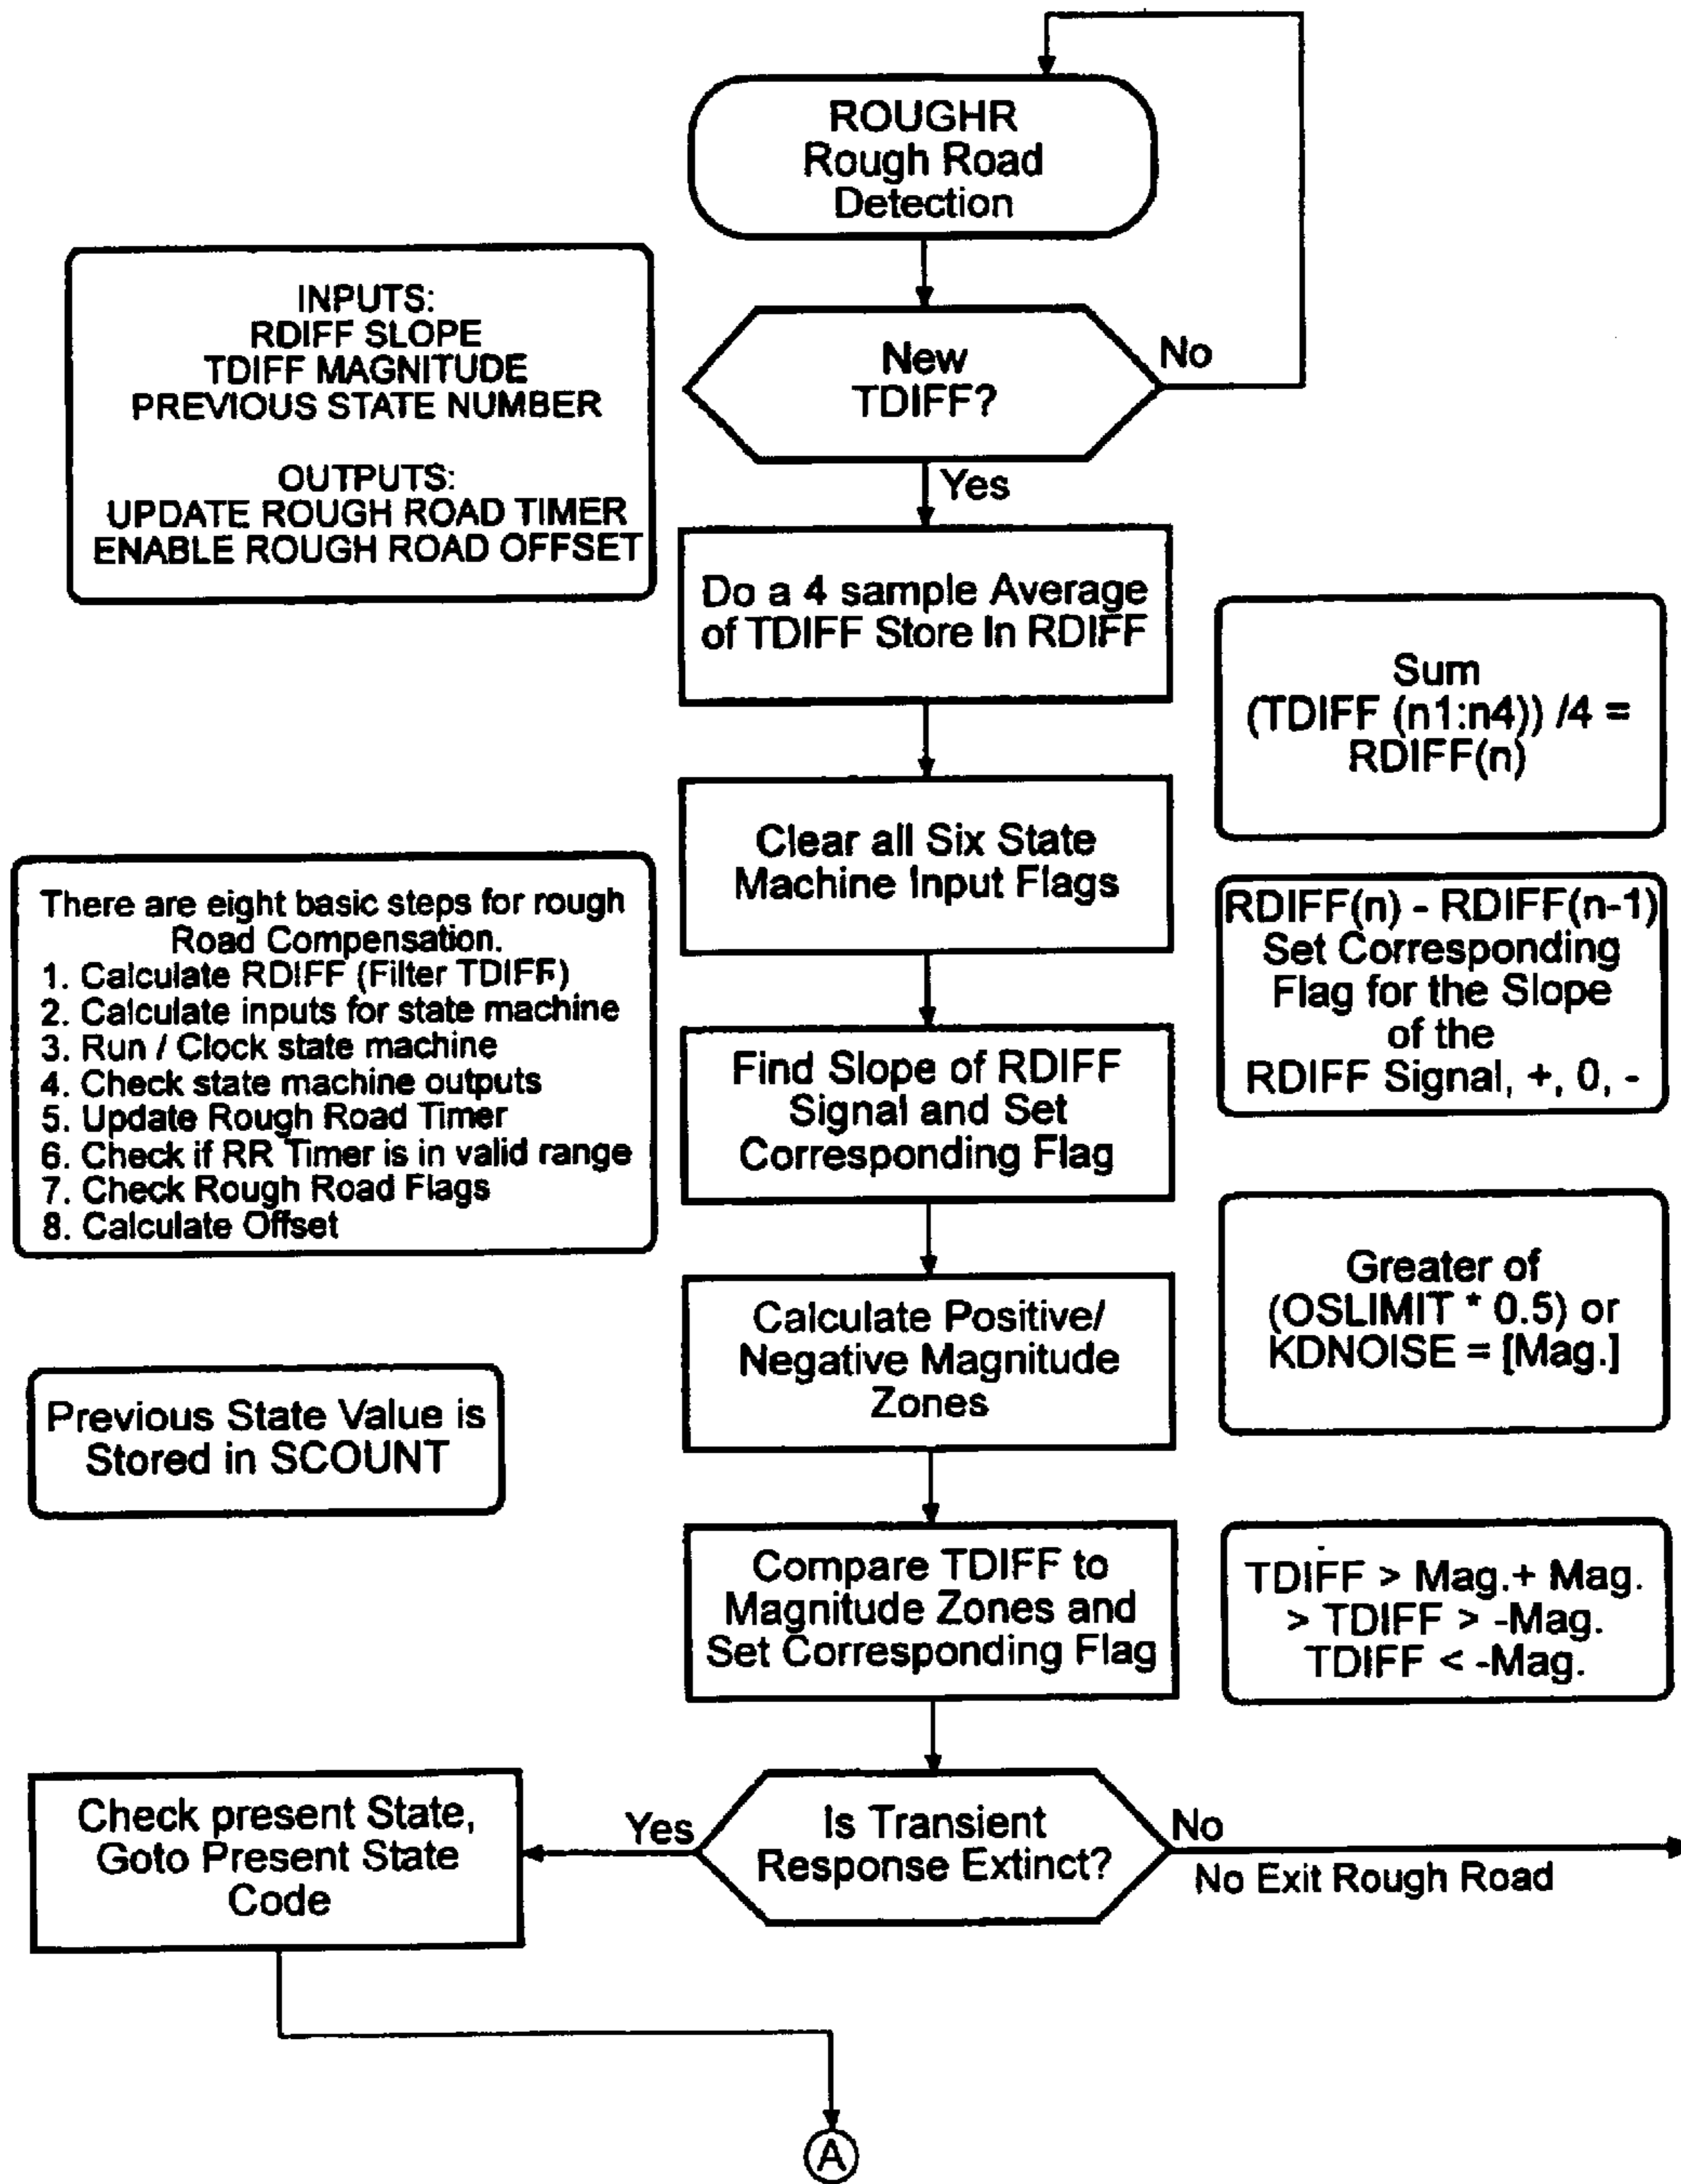 ROUGHR
Rough Road
Detection
INPUTS:
RDIFF SLOPE
TDIFF MAGNITUDE
PREVIOUS STATE NUMBER
OUTPUTS:
UPDATE ROUGH ROAD TIMER
ENABLE ROUGH ROAD OFFSET
New
TDIFF?
No
Yes
Do a 4 sample Average
of TDIFF Store In RDIFF
Sum
(TDIFF (n1:n4)) /4 =
RDIFF(n)
Clear all Six State
Machine Input Flags
There are eight basic steps for rough
Road Compensation.
1. Calculate RDIFF (Filter TDIFF)
2. Calculate inputs for state machine
3. Run / Clock state machine
4. Check state machine outputs
5. Update Rough Road Timer
6. Check if RR Timer is in valid range
7. Check Rough Road Flags
8. Calculate Offset
RDIFF(n) - RDIFF(n-1)
Set Corresponding
Flag for the Slope
of the
RDIFF Signal, +, 0, -
Find Slope of RDIFF
Signal and Set
Corresponding Flag
Calculate Positive/
Negative Magnitude
Zones
Greater of
(OSLIMIT * 0.5) or
KDNOISE = [Mag.]
Previous State Value is
Stored in SCOUNT
Compare TDIFF to
Magnitude Zones and
Set Corresponding Flag
TDIFF > Mag.+ Mag.
> TDIFF > -Mag.
TDIFF < -Mag.
Is Transient
Response Extinct?
Yes
No
No Exit Rough Road
Check present State,
Goto Present State
Code
A